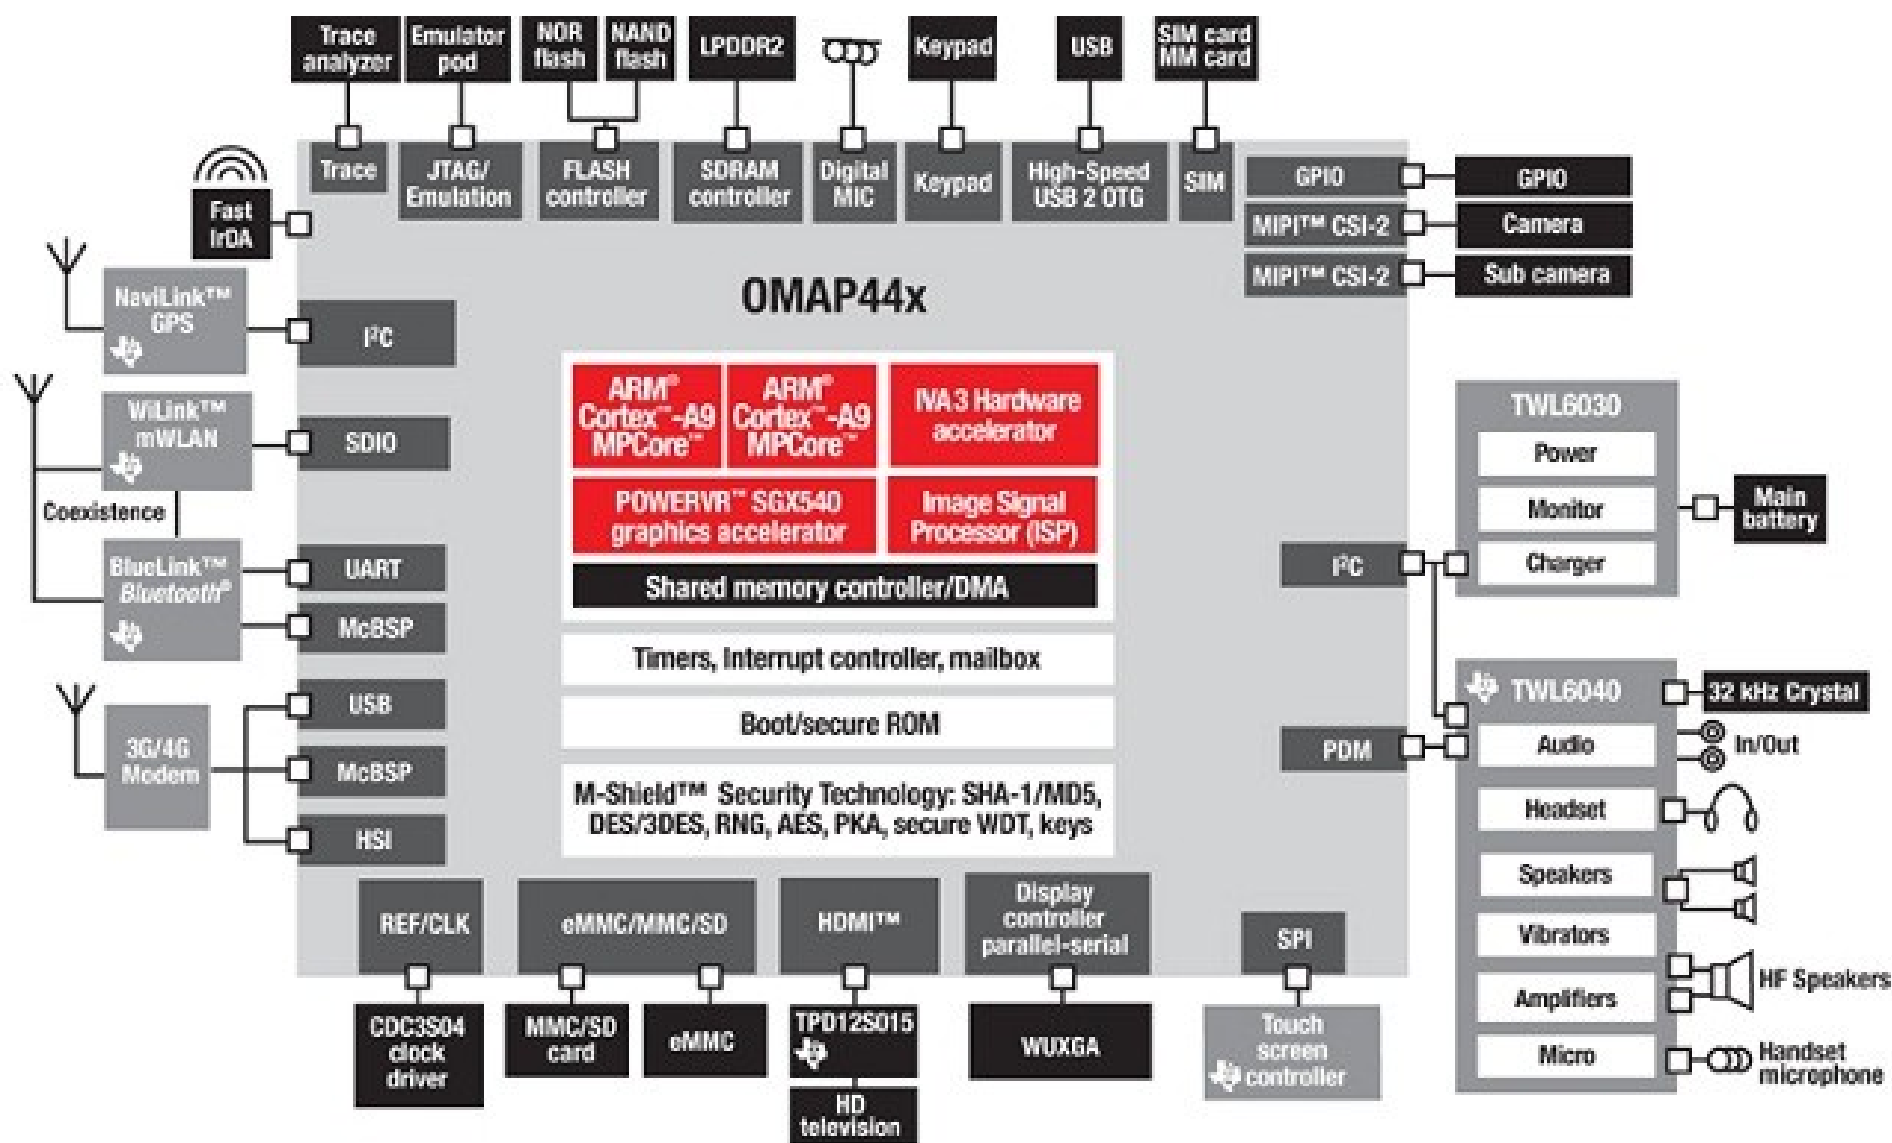 Trace
analyzer
Emulator
pod
NOR
flash
NAND
flash
LPDDR2
Keypad
USB
SIM card
MM card
Trace
JTAG/
Emulation
FLASH
controller
SDRAM
controller
Digital
MIC
Keypad
High-Speed
USB 2 OTG
SIM
GPIO
GPIO
MIPI™ CSI-2
Camera
MIPI™ CSI-2
Sub camera
Fast
IrDA
OMAP44x
NaviLink™
GPS
I²C
WiLink™
mWLAN
SDIO
Coexistence
BlueLink™
Bluetooth®
UART
McBSP
3G/4G
Modem
USB
McBSP
HSI
ARM®
Cortex™-A9
MPCore™
ARM®
Cortex™-A9
MPCore™
IVA 3 Hardware
accelerator
POWERVR™ SGX540
graphics accelerator
Image Signal
Processor (ISP)
Shared memory controller/DMA
Timers, Interrupt controller, mailbox
Boot/secure ROM
M-Shield™ Security Technology: SHA-1/MD5,
DES/3DES, RNG, AES, PKA, secure WDT, keys
I²C
PDM
TWL6030
Power
Monitor
Charger
Main
battery
TWL6040
32 kHz Crystal
Audio
In/Out
Headset
Speakers
Vibrators
Amplifiers
HF Speakers
Micro
Handset
microphone
REF/CLK
eMMC/MMC/SD
HDMI™
Display
controller
parallel-serial
SPI
CDC3S04
clock
driver
MMC/SD
card
eMMC
TPD12S015
HD
television
WUXGA
Touch
screen
controller